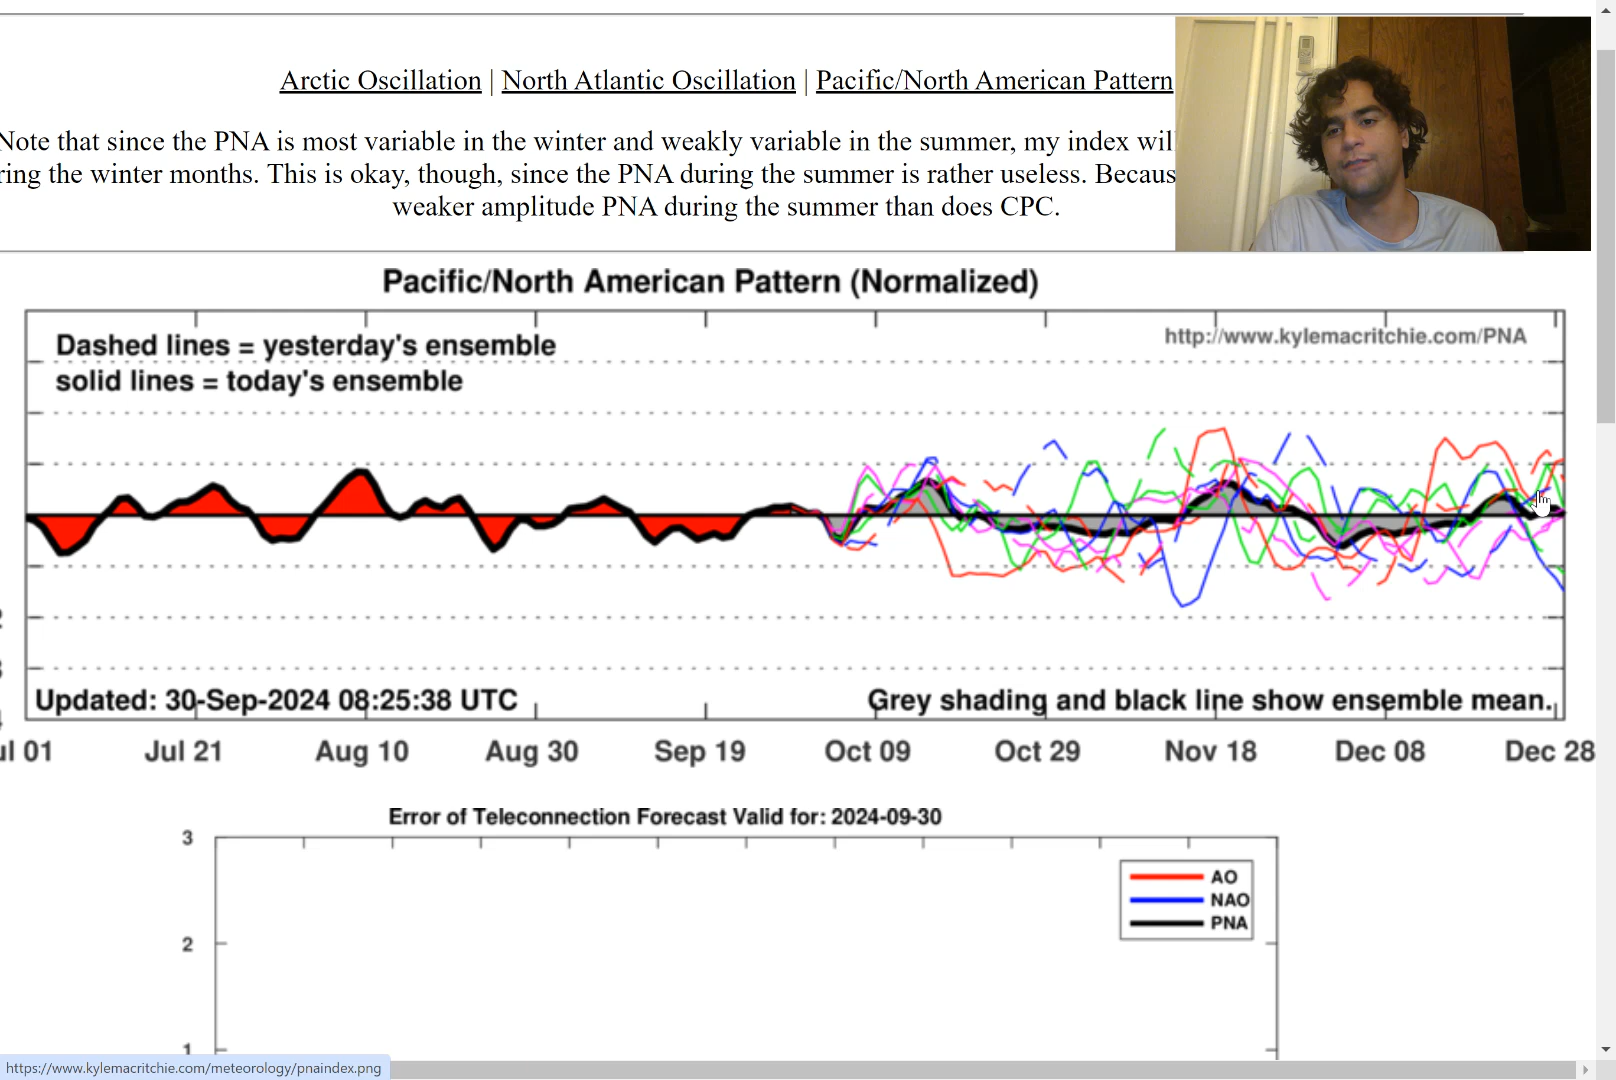 Arctic Oscillation | North Atlantic Oscillation | Pacific/North American Pattern
Note that since the PNA is most variable in the winter and weakly variable in the summer, my index wil
ring the winter months. This is okay, though, since the PNA during the summer is rather useless. Becaus
weaker amplitude PNA during the summer than does CPC.
Pacific/North American Pattern (Normalized)
Dashed lines = yesterday's ensemble
solid lines = today's ensemble
http://www.kylemacritchie.com/PNA
Updated: 30-Sep-2024 08:25:38 UTC
Grey shading and black line show ensemble mean.
ul 01 Jul 21 Aug 10 Aug 30 Sep 19 Oct 09 Oct 29 Nov 18 Dec 08 Dec 28
Error of Teleconnection Forecast Valid for: 2024-09-30
3
AO
NAO
PNA
2
1
https://www.kylemacritchie.com/meteorology/pnaindex.png